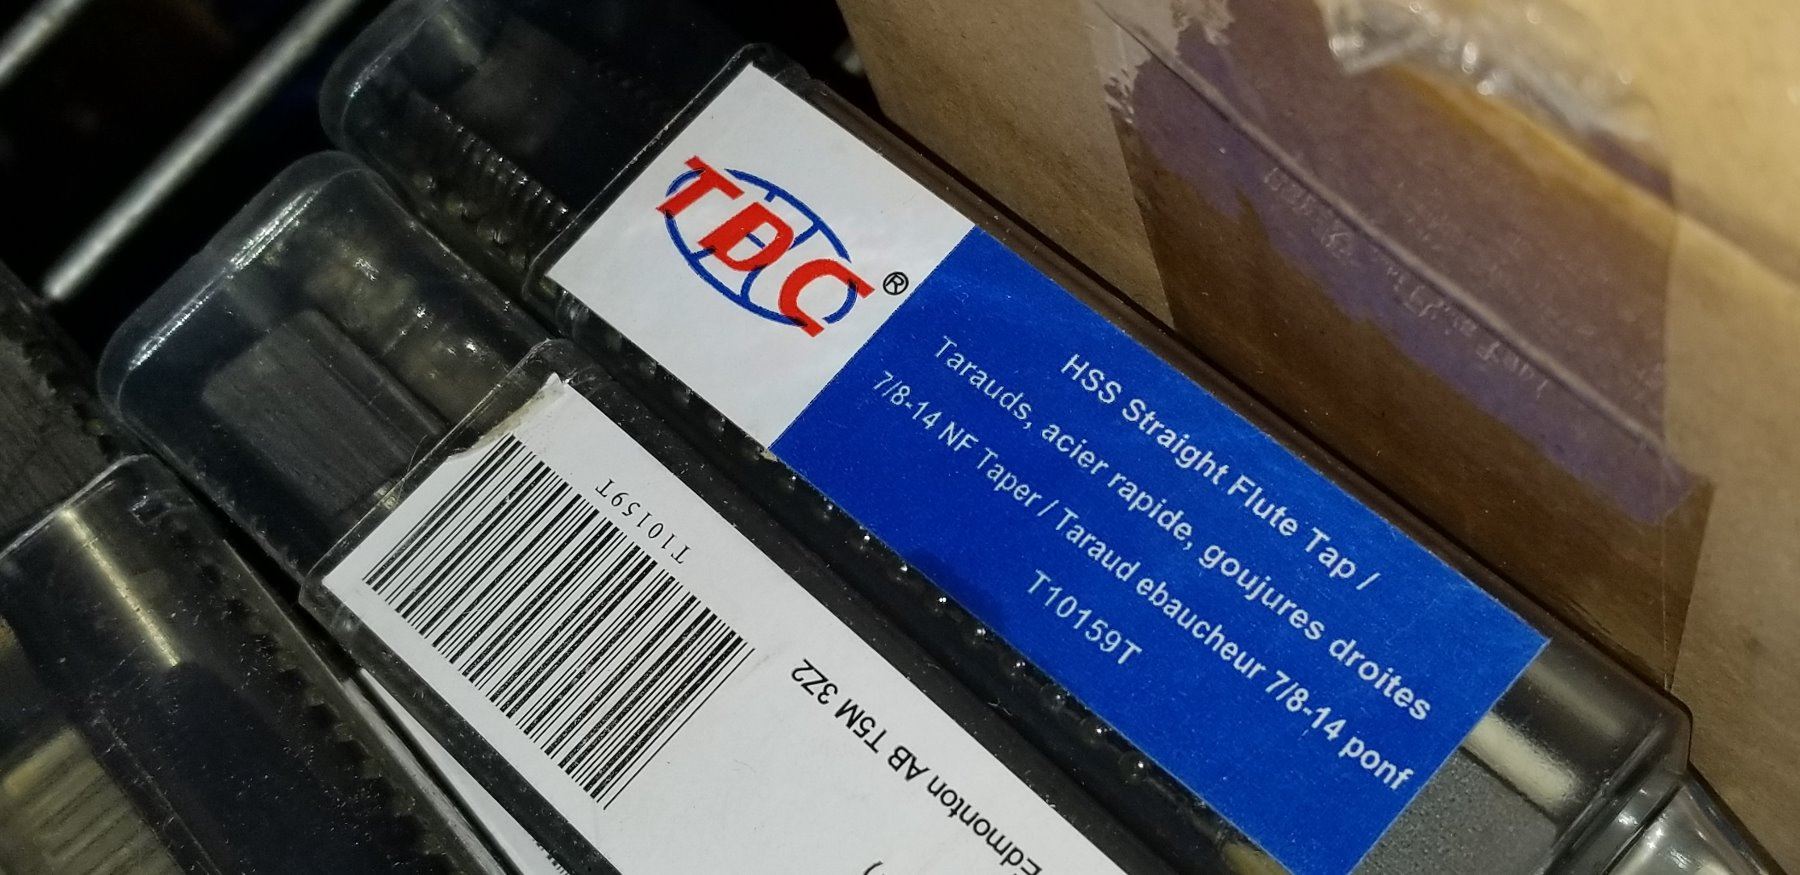 TDC®
HSS Straight Flute Tap /
Tarauds, acier rapide, goujures droites
7/8-14 NF Taper / Taraud ebaucheur 7/8-14 ponf
T10159T
T10159T
Edmonton AB T5M 3Z2